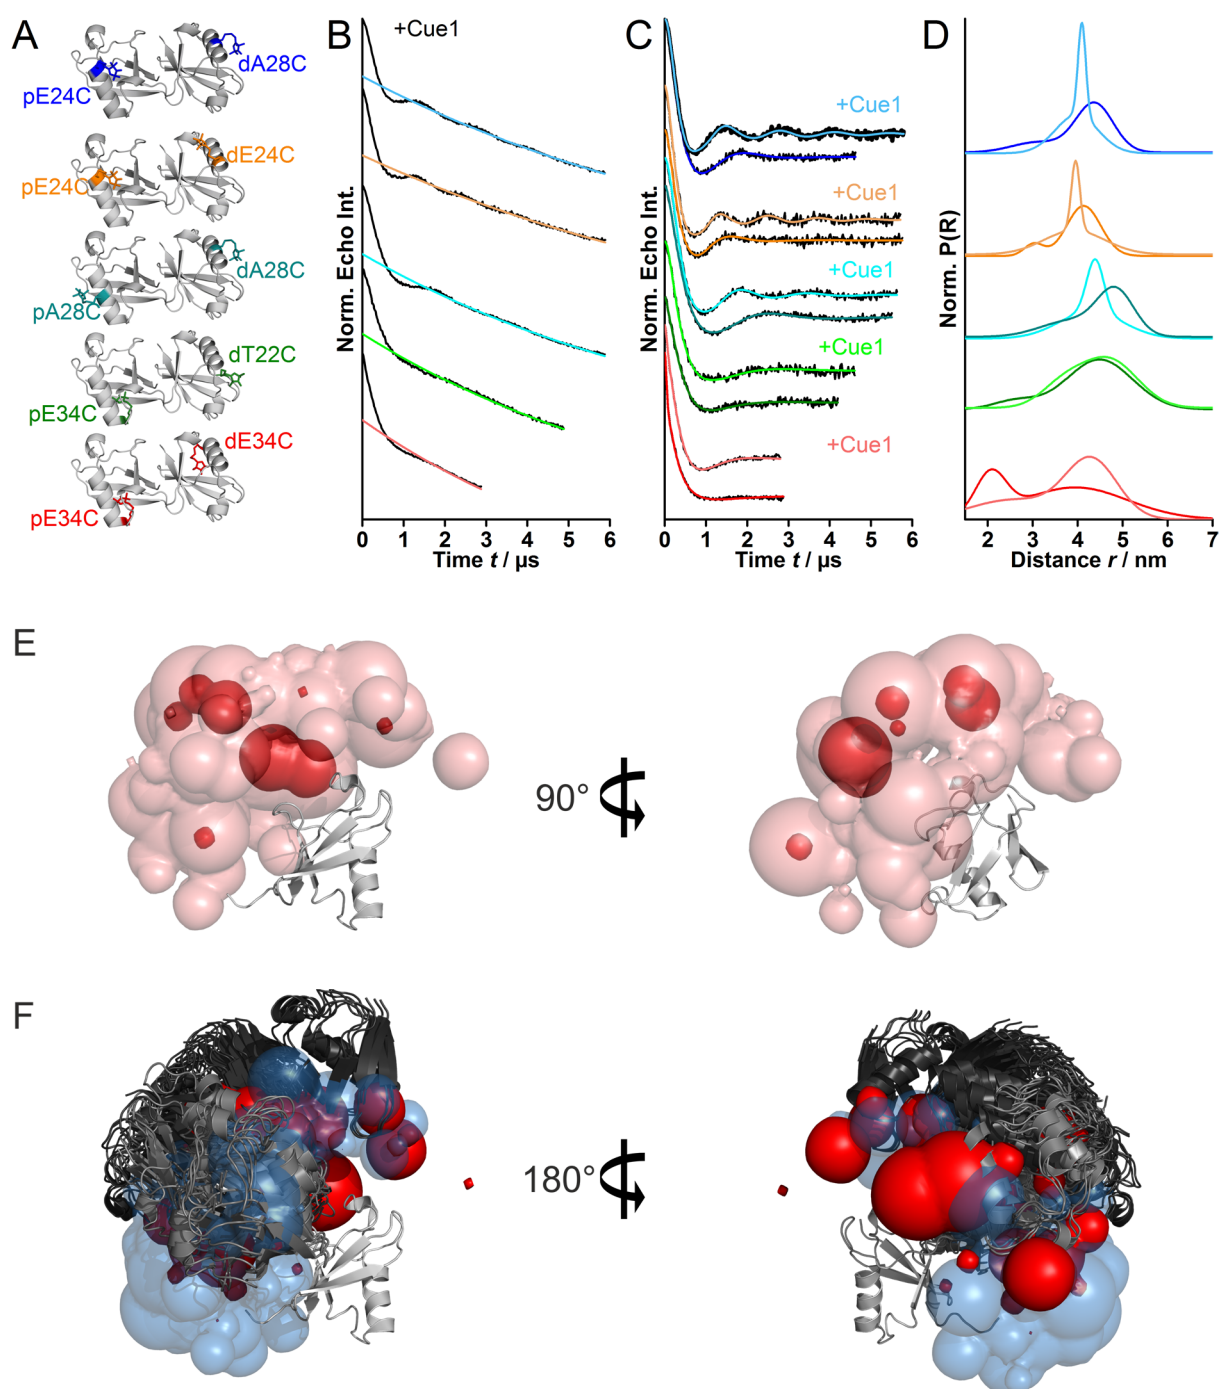 A
pE24C
dA28C
pE24C
dE24C
pA28C
dA28C
pE34C
dT22C
pE34C
dE34C
B
+Cue1
Norm. Echo Int.
0 1 2 3 4 5 6
Time t / µs
C
+Cue1
+Cue1
+Cue1
+Cue1
+Cue1
Norm. Echo Int.
0 1 2 3 4 5 6
Time t / µs
D
Norm. P(R)
2 3 4 5 6 7
Distance r / nm
E
90°
F
180°